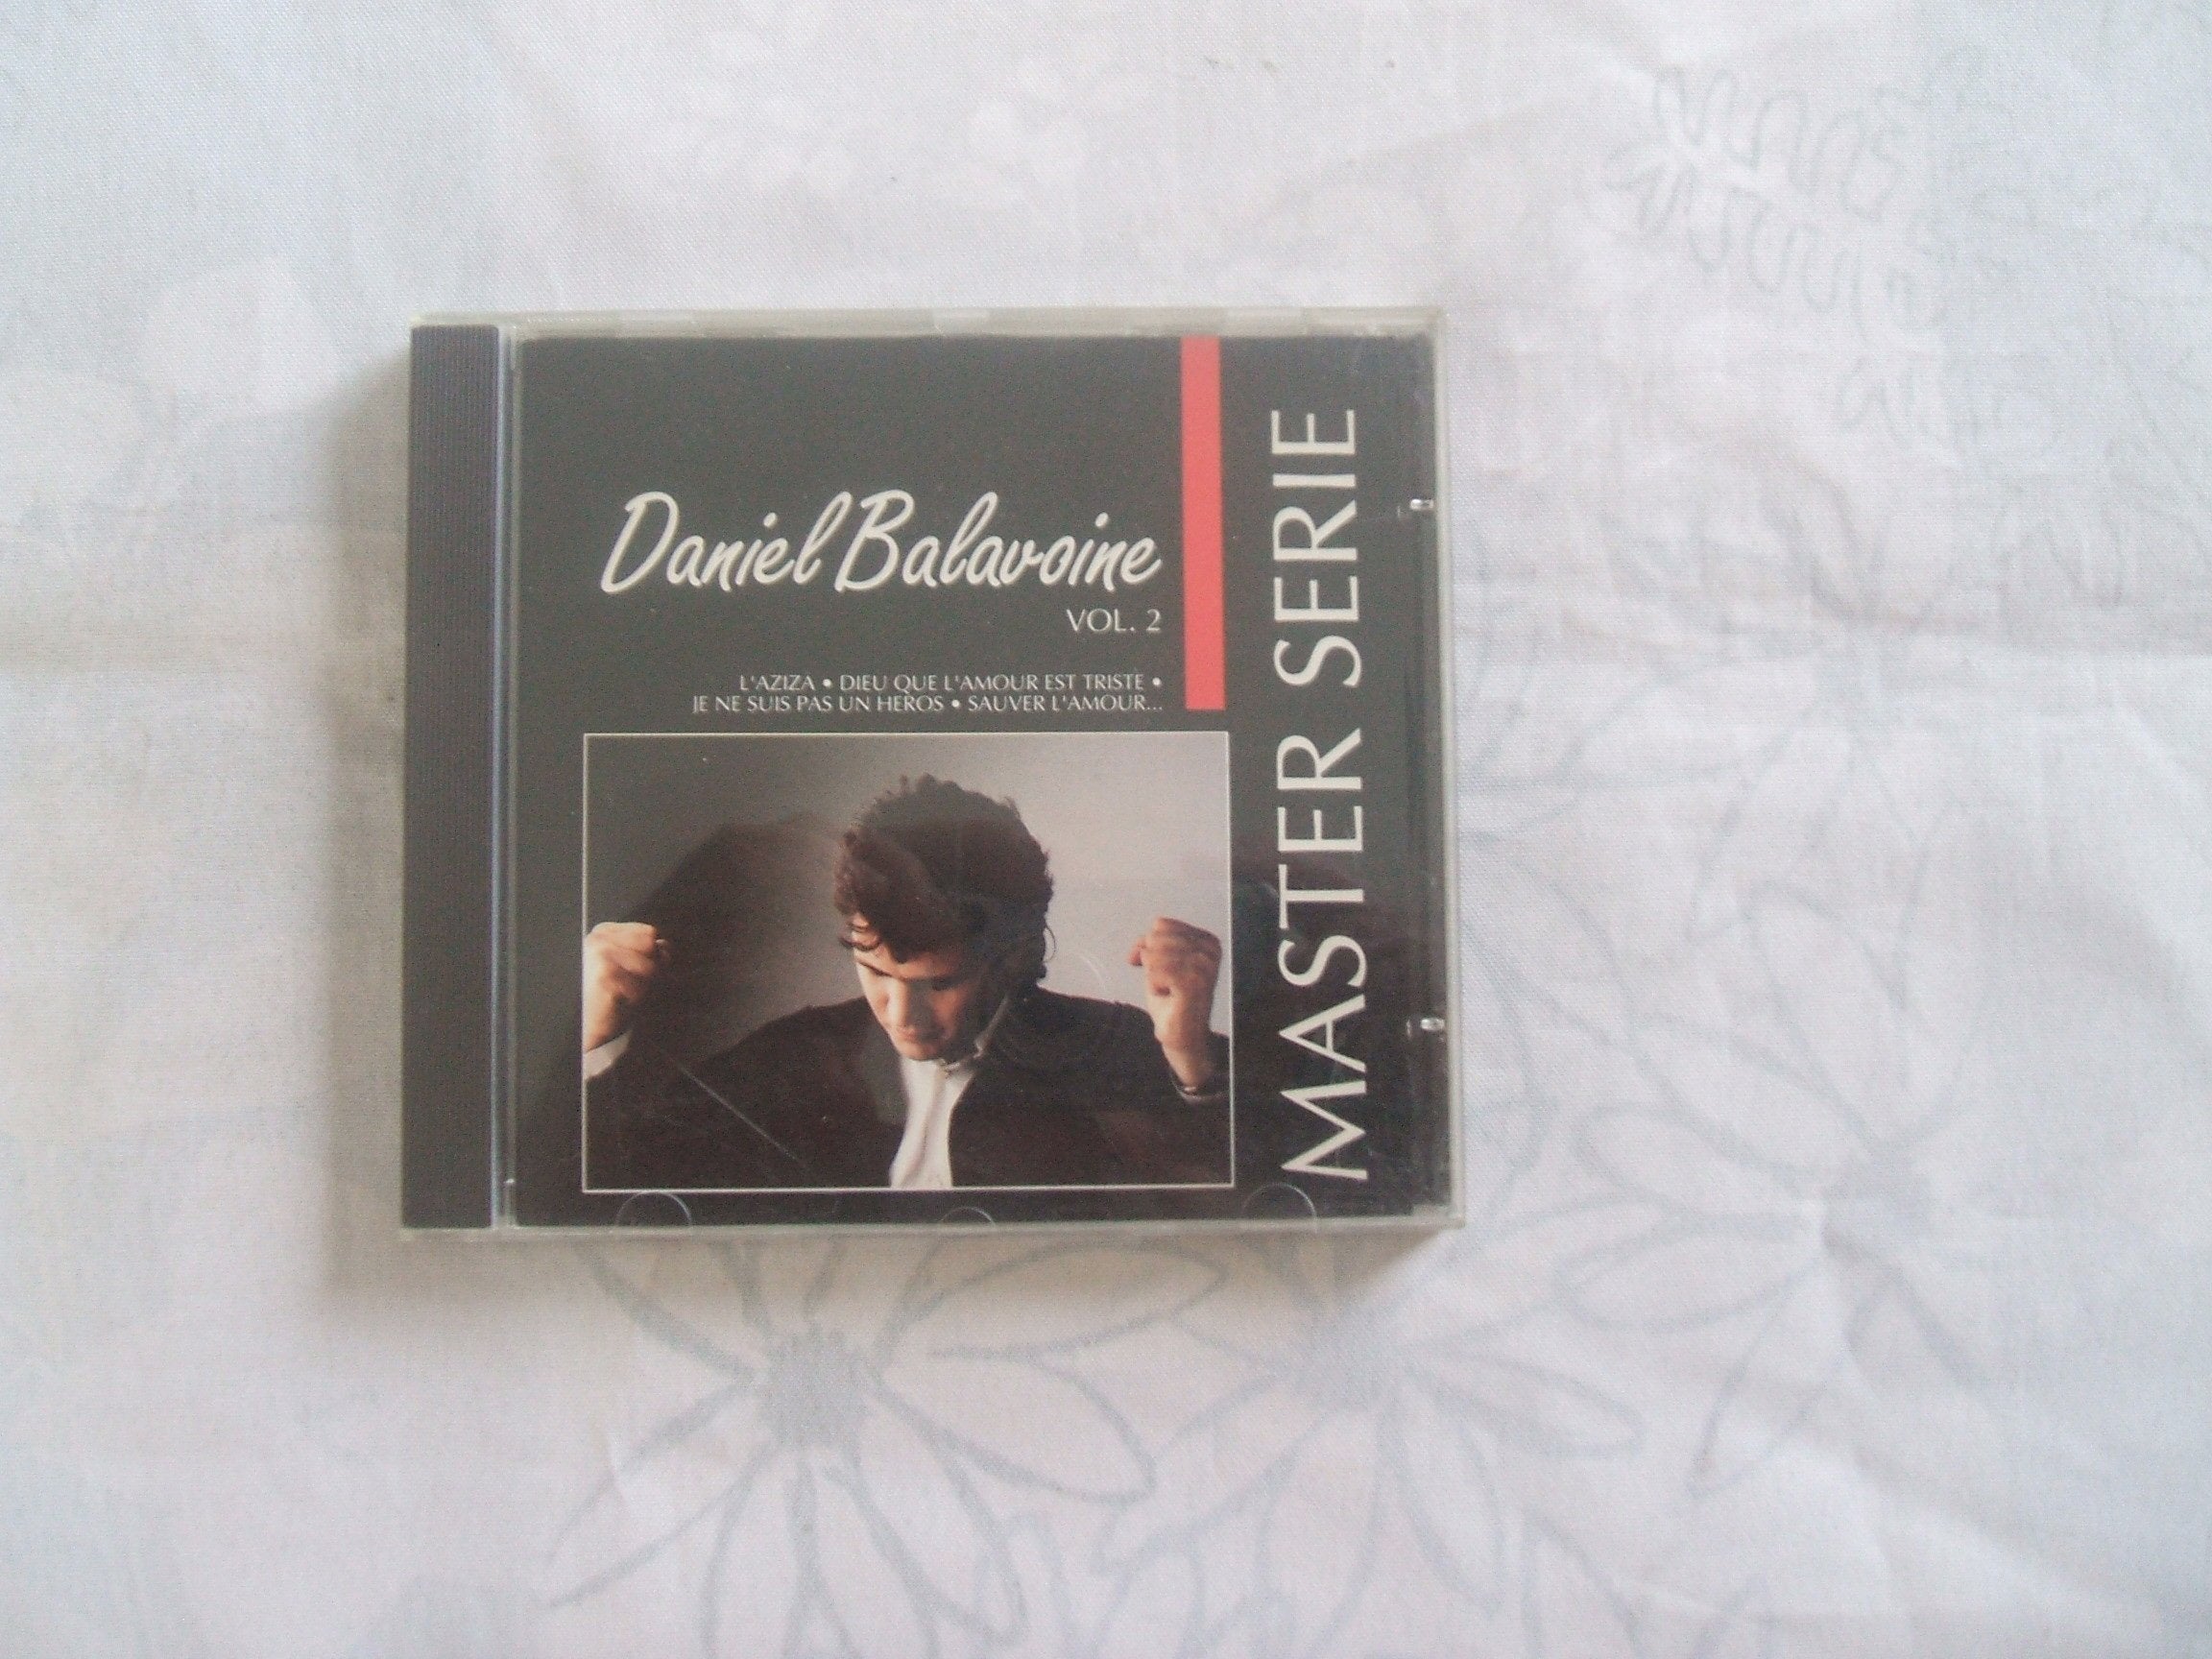 Daniel Balavoine
VOL. 2
L'AZIZA • DIEU QUE L'AMOUR EST TRISTE •
JE NE SUIS PAS UN HEROS • SAUVER L'AMOUR...
MASTER SERIE